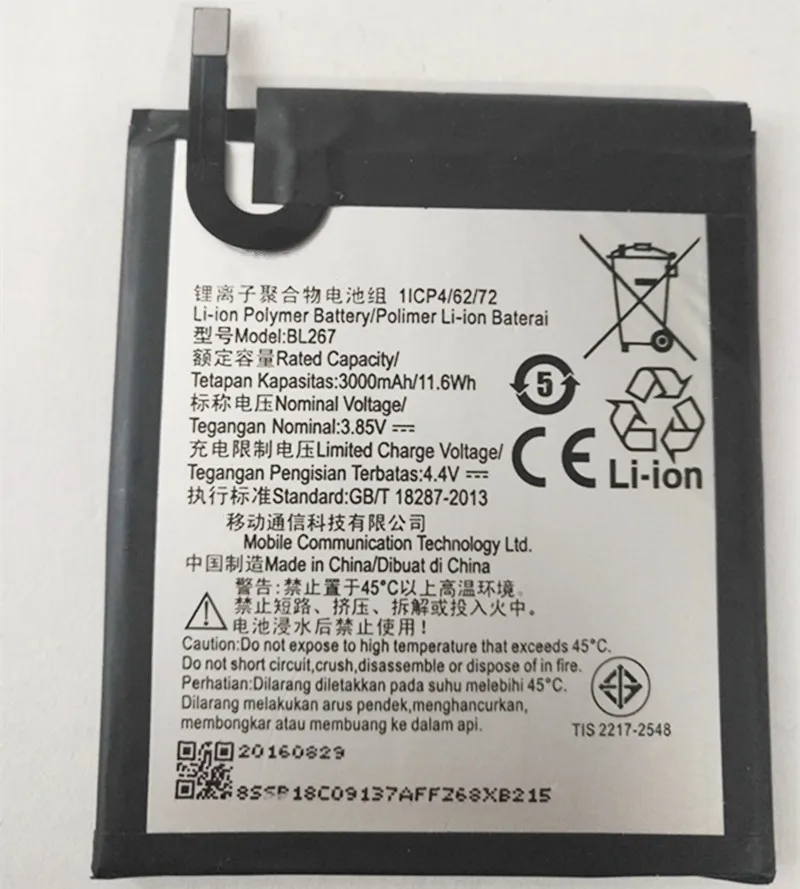 锂离子聚合物电池组 1ICP4/62/72
Li-ion Polymer Battery/Polimer Li-ion Baterai
型号Model:BL267
额定容量Rated Capacity/
Tetapan Kapasitas:3000mAh/11.6Wh
标称电压Nominal Voltage/
Tegangan Nominal:3.85V ⎓
充电限制电压Limited Charge Voltage/
Tegangan Pengisian Terbatas:4.4V ⎓
执行标准Standard:GB/T 18287-2013
5
CE
Li-ion
移动通信科技有限公司
Mobile Communication Technology Ltd.
中国制造Made in China/Dibuat di China
警告:禁止置于45°C以上高温环境。
禁止短路、挤压、拆解或投入火中。
电池浸水后禁止使用!
Caution:Do not expose to high temperature that exceeds 45°C.
Do not short circuit,crush,disassemble or dispose of in fire.
Perhatian:Dilarang diletakkan pada suhu melebihi 45°C.
Dilarang melakukan arus pendek,menghancurkan,
membongkar atau membuang ke dalam api.
TIS 2217-2548
20160829